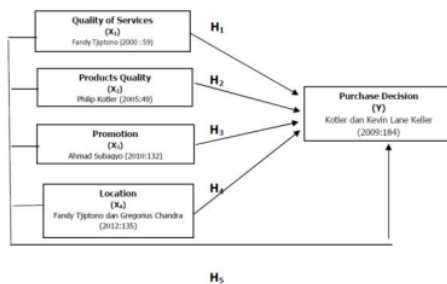 Quality of Services
(X₁)
Fandy Tjiptono (2000 :59)
H₁
Products Quality
(X₂)
Philip Kotler (2005:49)
H₂
Promotion
(X₃)
Ahmad Subagyo (2010:132)
H₃
Location
(X₄)
Fandy Tjiptono dan Gregorius Chandra
(2012:135)
H₄
Purchase Decision
(Y)
Kotler dan Kevin Lane Keller
(2009:184)
H₅